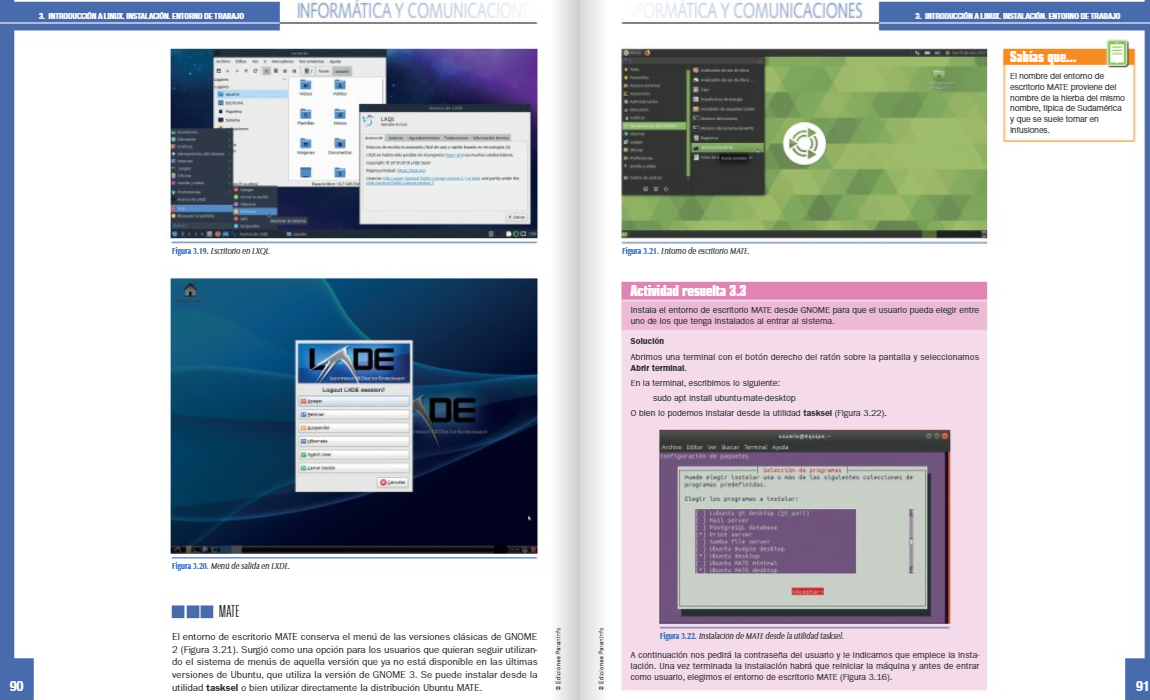 3. INTRODUCCIÓN A LINUX. INSTALACIÓN. ENTORNO DE TRABAJO
INFORMÁTICA Y COMUNICACIONES
Figura 3.19. Escritorio en LXQt.
LXDE
Logout LXDE session?
Apagar
Reiniciar
Suspender
Hibernate
Switch User
Cerrar Sesión
Cancelar
Figura 3.20. Menú de salida en LXDE.
MATE
El entorno de escritorio MATE conserva el menú de las versiones clásicas de GNOME
2 (Figura 3.21). Surgió como una opción para los usuarios que quieran seguir utilizan-
do el sistema de menús de aquella versión que ya no está disponible en las últimas
versiones de Ubuntu, que utiliza la versión de GNOME 3. Se puede instalar desde la
utilidad tasksel o bien utilizar directamente la distribución Ubuntu MATE.
© Ediciones Paraninfo
90
INFORMÁTICA Y COMUNICACIONES
3. INTRODUCCIÓN A LINUX. INSTALACIÓN. ENTORNO DE TRABAJO
Figura 3.21. Entorno de escritorio MATE.
Sabías que...
El nombre del entorno de
escritorio MATE proviene del
nombre de la hierba del mismo
nombre, típica de Sudamérica
y que se suele tomar en
infusiones.
Actividad resuelta 3.3
Instala el entorno de escritorio MATE desde GNOME para que el usuario pueda elegir entre
uno de los que tenga instalados al entrar al sistema.
Solución
Abrimos una terminal con el botón derecho del ratón sobre la pantalla y seleccionamos
Abrir terminal.
En la terminal, escribimos lo siguiente:
sudo apt install ubuntu-mate-desktop
O bien lo podemos instalar desde la utilidad tasksel (Figura 3.22).
usuario@Equipo: ~
Archivo Editar Ver Buscar Terminal Ayuda
Configuración de paquetes
Selección de programas
Puede elegir instalar una o más de las siguientes colecciones de
programas predefinidas.
Elegir los programas a instalar:
[ ] Lubuntu Qt Desktop (Qt part)
[ ] Mail server
[ ] PostgreSQL database
[*] Print server
[ ] Samba file server
[ ] Ubuntu Budgie desktop
[*] Ubuntu desktop
[ ] Ubuntu MATE minimal
[*] Ubuntu MATE desktop
<Aceptar>
Figura 3.22. Instalación de MATE desde la utilidad tasksel.
A continuación nos pedirá la contraseña del usuario y le indicamos que empiece la insta-
lación. Una vez terminada la instalación habrá que reiniciar la máquina y antes de entrar
como usuario, elegimos el entorno de escritorio MATE (Figura 3.16).
© Ediciones Paraninfo
91